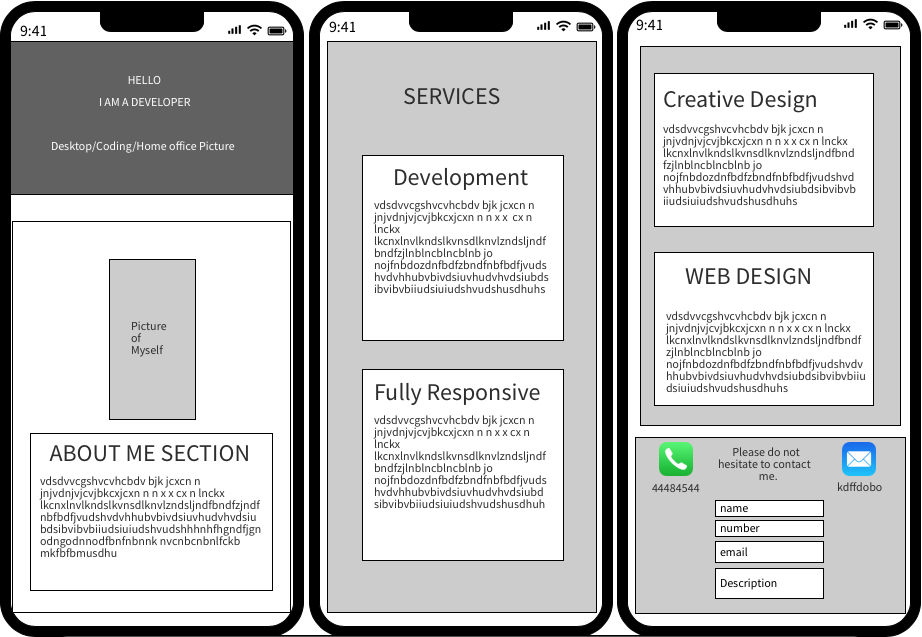 9:41
HELLO
I AM A DEVELOPER
Desktop/Coding/Home office Picture
Picture
of
Myself
ABOUT ME SECTION
vdsdvvcgshvcvhcbdv bjk jcxcn n
jnjvdnjvjcvjbkcxjcxn n n x x cx n lnckx
lkcnxlnvlkndslkvnsdlknvlzndsljndfbndfzjndf
nbfbdfjvudshvdvhhubvbivdsiuvhudvhvdsiu
bdsibvibvbiiudsiuiudshvudshhhnhfhgndfjgn
odngodnnodfbnfnbnnk nvcnbcnbnlfckb
mkfbfbmusdhu
9:41
SERVICES
Development
vdsdvvcgshvcvhcbdv bjk jcxcn n
jnjvdnjvjcvjbkcxjcxn n n x x  cx n
lnckx
lkcnxlnvlkndslkvnsdlknvlzndsljndf
bndfzjlnblncblncblnb jo
nojfnbdozdnfbdfzbndfnbfbdfjvuds
hvdvhhubvbivdsiuvhudvhvdsiubds
ibvibvbiiudsiuiudshvudshusdhuhs
Fully Responsive
vdsdvvcgshvcvhcbdv bjk jcxcn n
jnjvdnjvjcvjbkcxjcxn n n x x cx n
lnckx
lkcnxlnvlkndslkvnsdlknvlzndsljndf
bndfzjlnblncblncblnb jo
nojfnbdozdnfbdfzbndfnbfbdfjvuds
hvdvhhubvbivdsiuvhudvhvdsiubd
sibvibvbiiudsiuiudshvudshusdhuh
9:41
Creative Design
vdsdvvcgshvcvhcbdv bjk jcxcn n
jnjvdnjvjcvjbkcxjcxn n n x x cx n lnckx
lkcnxlnvlkndslkvnsdlknvlzndsljndfbnd
fzjlnblncblncblnb jo
nojfnbdozdnfbdfzbndfnbfbdfjvudshvd
vhhubvbivdsiuvhudvhvdsiubdsibvibvb
iiudsiuiudshvudshusdhuhs
WEB DESIGN
vdsdvvcgshvcvhcbdv bjk jcxcn n
jnjvdnjvjcvjbkcxjcxn n n x x cx n lnckx
lkcnxlnvlkndslkvnsdlknvlzndsljndfbndf
zjlnblncblncblnb jo
nojfnbdozdnfbdfzbndfnbfbdfjvudshvdv
hhubvbivdsiuvhudvhvdsiubdsibvibvbiiu
dsiuiudshvudshusdhuhs
Please do not
hesitate to contact
me.
44484544
kdffdobo
name
number
email
Description